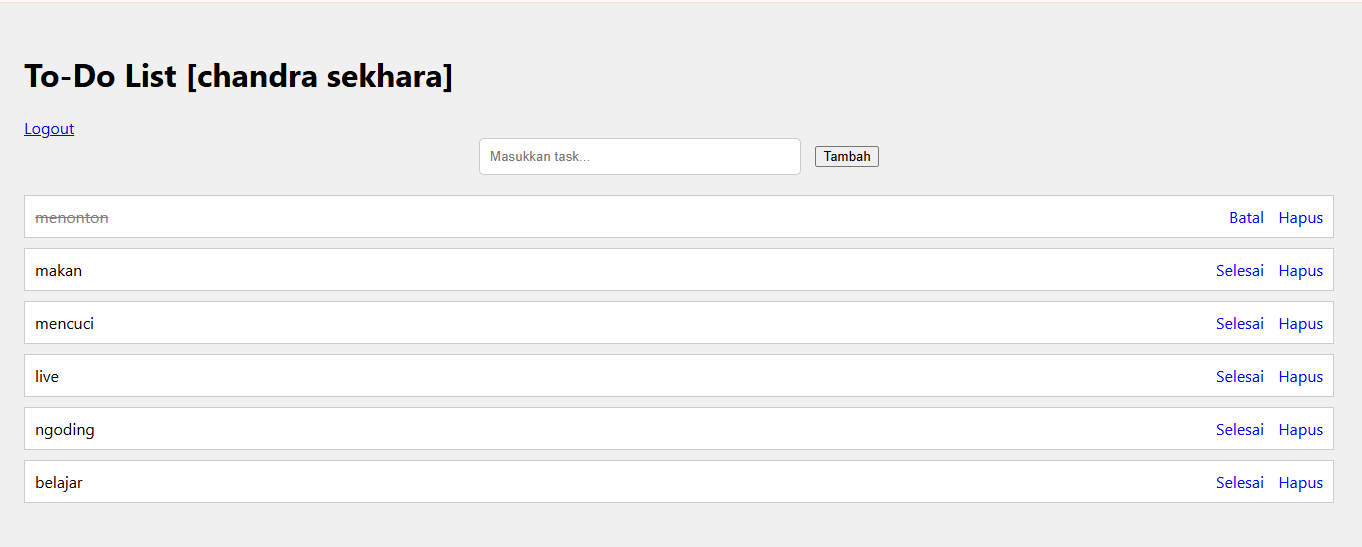 To-Do List [chandra sekhara]
Logout
Masukkan task... Tambah
menonton Batal Hapus
makan Selesai Hapus
mencuci Selesai Hapus
live Selesai Hapus
ngoding Selesai Hapus
belajar Selesai Hapus